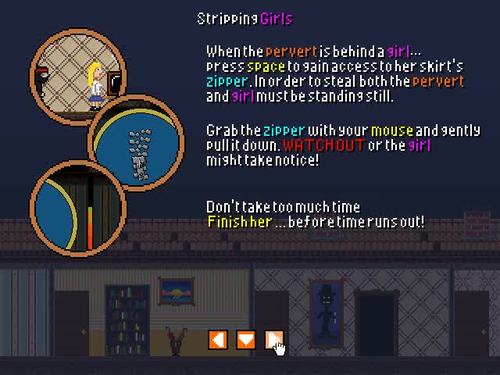 Stripping Girls
When the pervert is behind a girl...
press space to gain access to her skirt's
zipper. In order to steal both the pervert
and girl must be standing still.
Grab the zipper with your mouse and gently
pull it down. WATCH OUT or the girl
might take notice!
Don't take too much time
Finish her ... before time runs out!